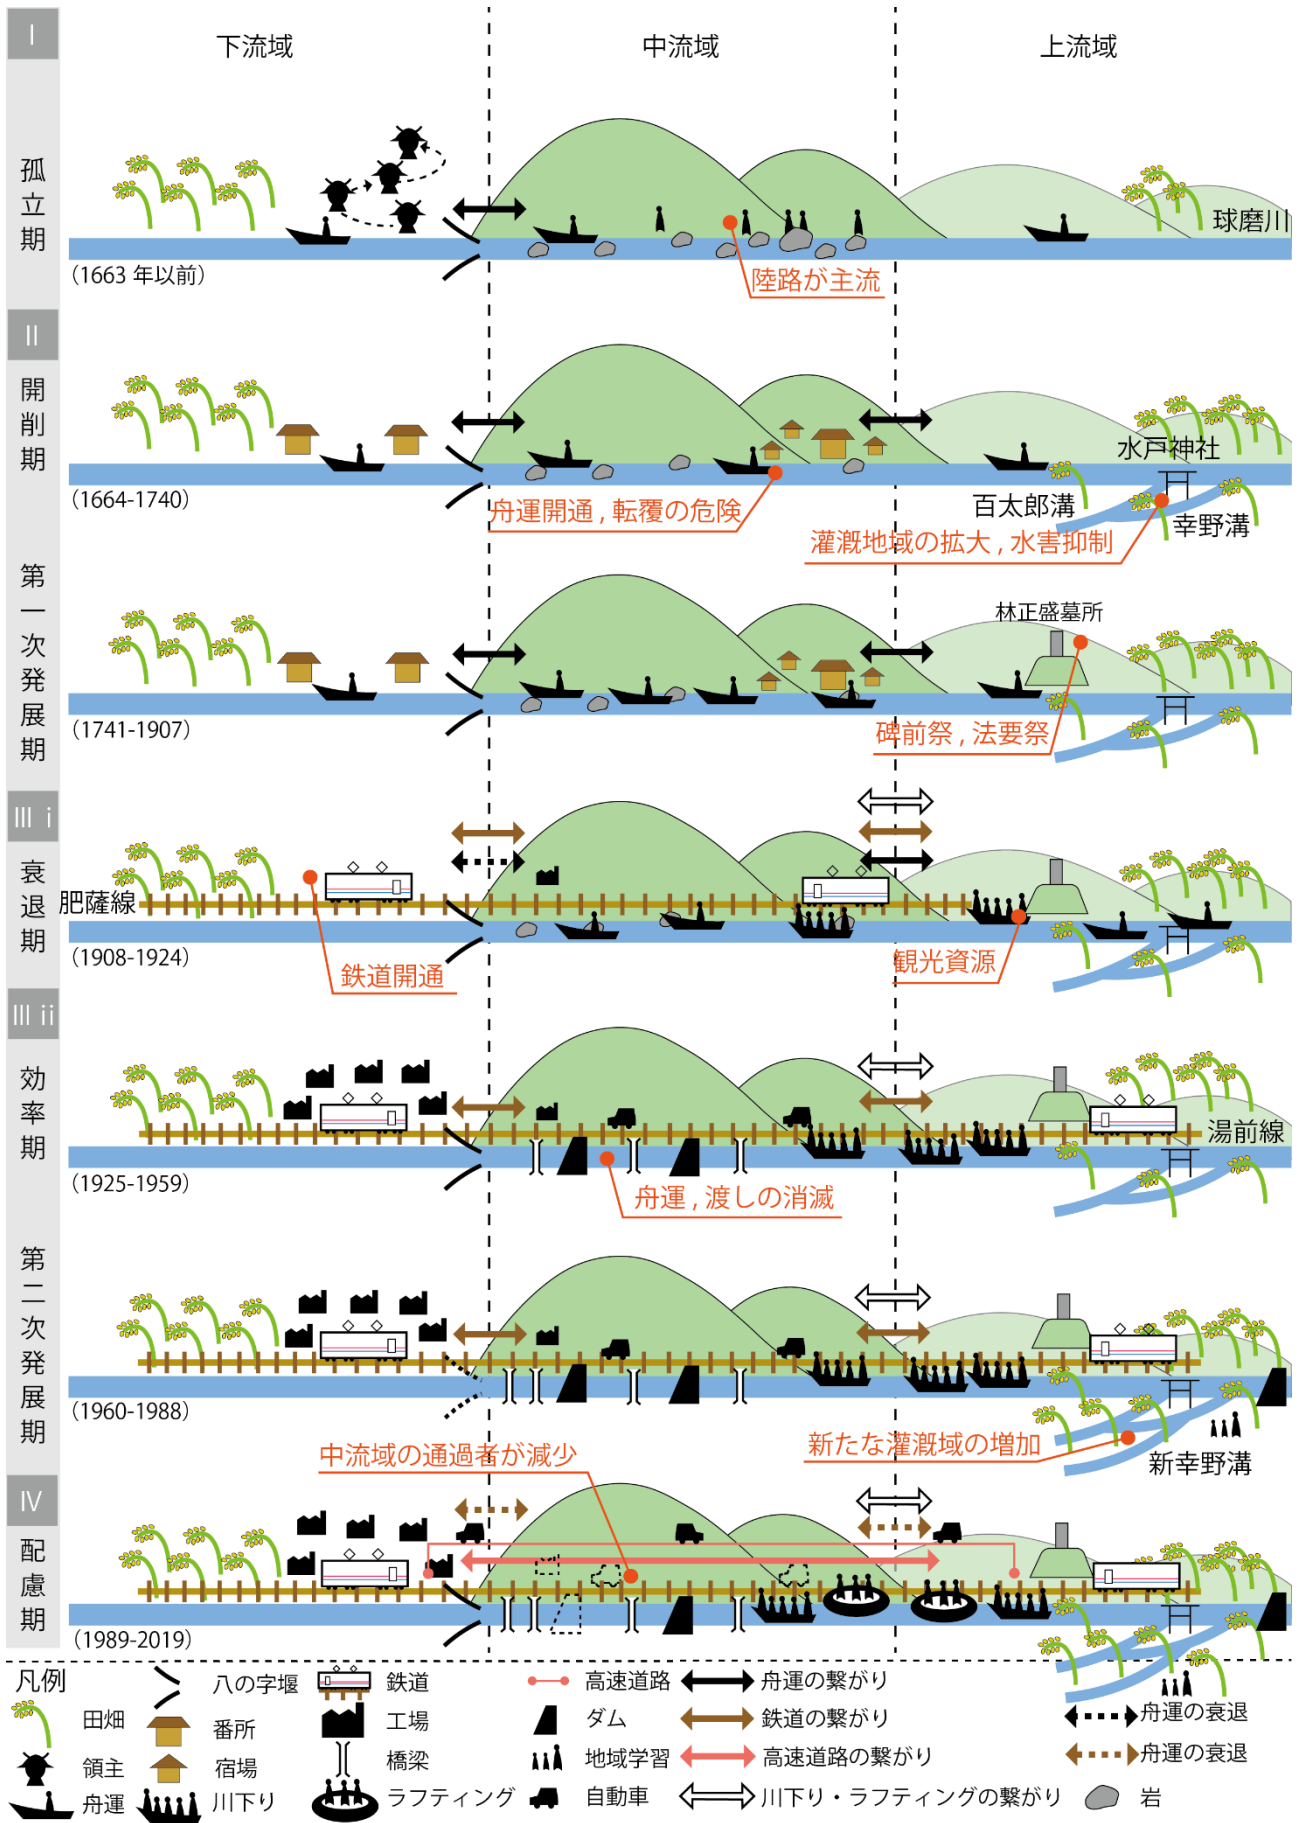 I
下流域
中流域
上流域
孤立期
球磨川
(1663 年以前)
陸路が主流
II
開削期
水戸神社
(1664-1740)
舟運開通 , 転覆の危険
百太郎溝
幸野溝
灌漑地域の拡大 , 水害抑制
第一次発展期
林正盛墓所
(1741-1907)
碑前祭 , 法要祭
III i
衰退期
肥薩線
(1908-1924)
鉄道開通
観光資源
III ii
効率期
湯前線
(1925-1959)
舟運 , 渡しの消滅
第二次発展期
(1960-1988)
中流域の通過者が減少
新たな灌漑域の増加
新幸野溝
IV
配慮期
(1989-2019)
凡例
田畑
領主
舟運
八の字堰
番所
宿場
川下り
鉄道
工場
橋梁
ラフティング
高速道路
ダム
地域学習
自動車
舟運の繋がり
鉄道の繋がり
高速道路の繋がり
川下り・ラフティングの繋がり
舟運の衰退
舟運の衰退
岩